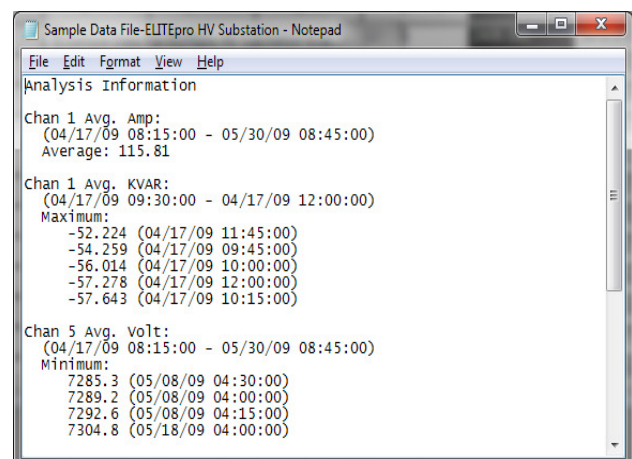 Sample Data File-ELITEpro HV Substation - Notepad
File Edit Format View Help
Analysis Information
Chan 1 Avg. Amp:
(04/17/09 08:15:00 - 05/30/09 08:45:00)
Average: 115.81
Chan 1 Avg. KVAR:
(04/17/09 09:30:00 - 04/17/09 12:00:00)
Maximum:
-52.224 (04/17/09 11:45:00)
-54.259 (04/17/09 09:45:00)
-56.014 (04/17/09 10:00:00)
-57.278 (04/17/09 12:00:00)
-57.643 (04/17/09 10:15:00)
Chan 5 Avg. Volt:
(04/17/09 08:15:00 - 05/30/09 08:45:00)
Minimum:
7285.3 (05/08/09 04:30:00)
7289.2 (05/08/09 04:00:00)
7292.6 (05/08/09 04:15:00)
7304.8 (05/18/09 04:00:00)